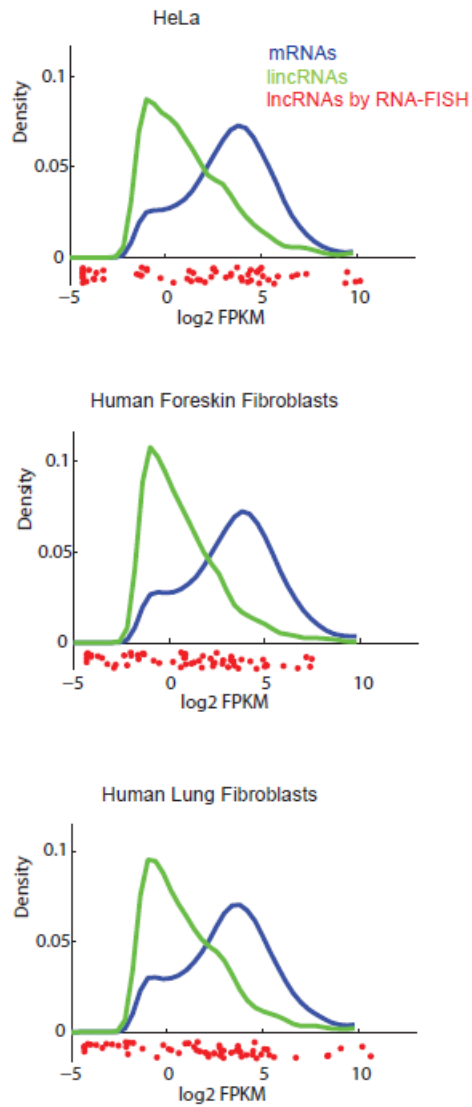 HeLa
mRNAs
lincRNAs
lncRNAs by RNA-FISH
Density
0.1
0.05
0
−5 0 5 10
log2 FPKM
Human Foreskin Fibroblasts
Density
0.1
0.05
0
−5 0 5 10
log2 FPKM
Human Lung Fibroblasts
Density
0.1
0.05
0
−5 0 5 10
log2 FPKM